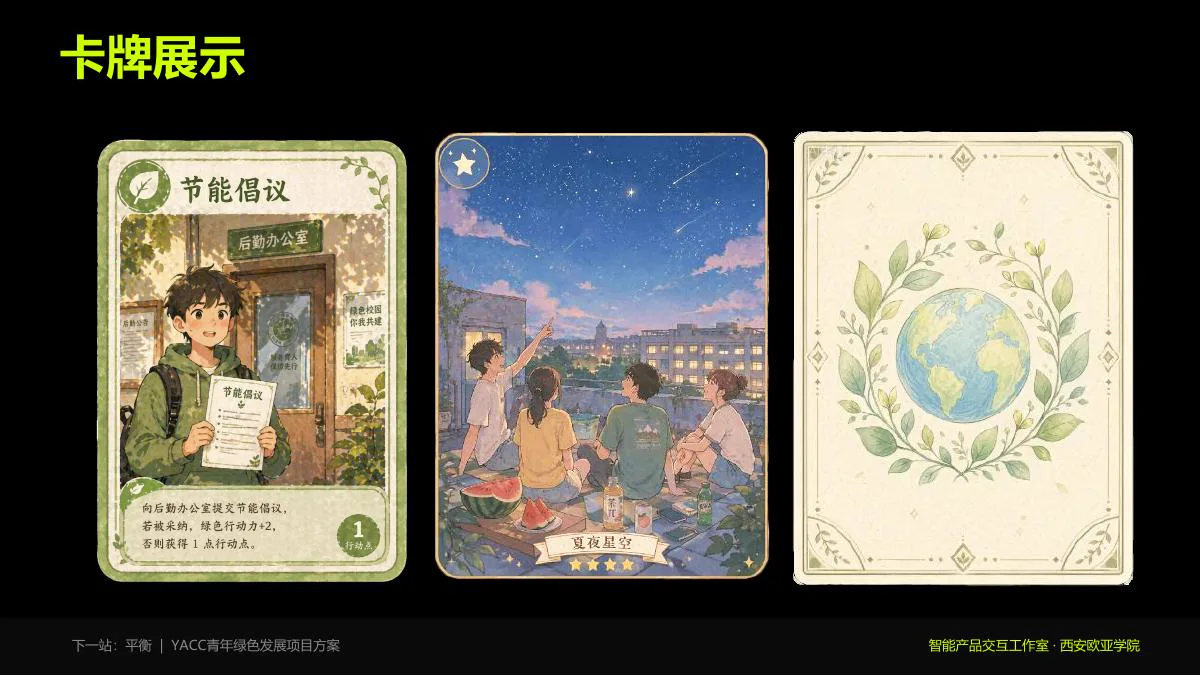 卡牌展示
节能倡议
后勤办公室
后勤公告
绿色校园
你我共建
节能倡议
向后勤办公室提交节能倡议，
若被采纳，绿色行动力+2，
否则获得 1 点行动点。
1
行动点
夏夜星空
下一站：平衡 | YACC青年绿色发展项目方案
智能产品交互工作室 · 西安欧亚学院